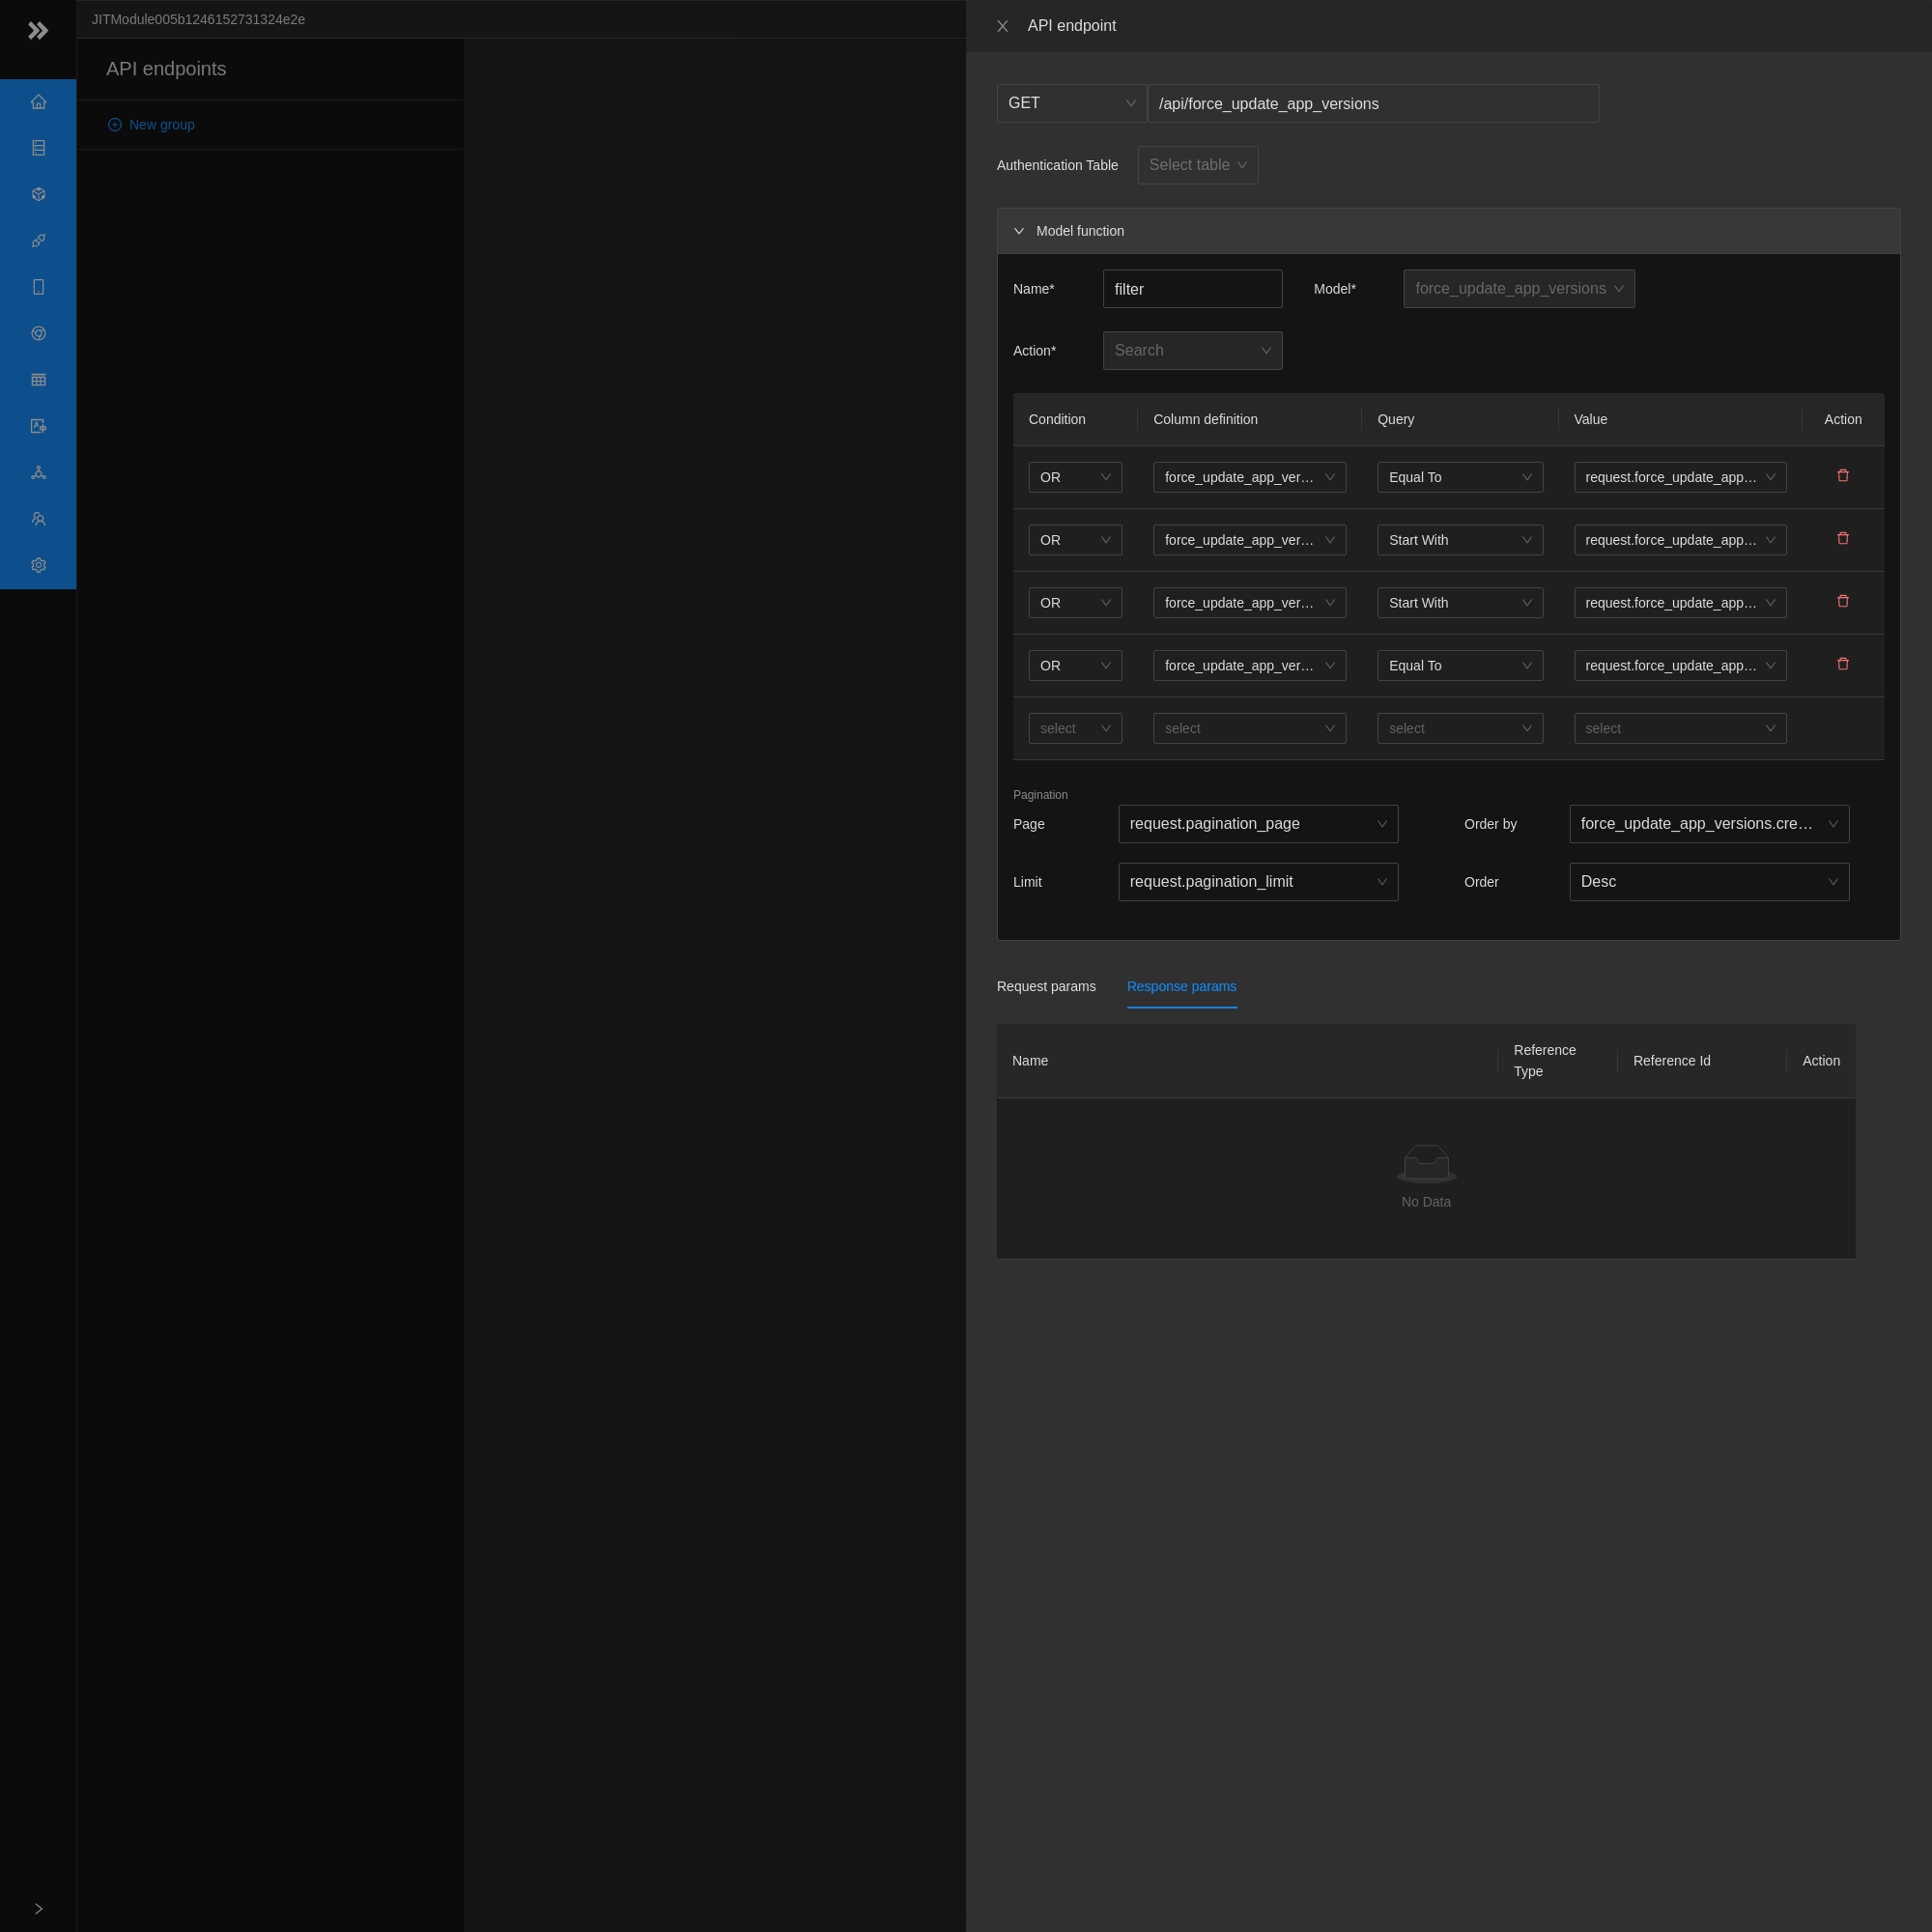 JITModule005b1246152731324e2e
API endpoints
New group
API endpoint
GET /api/force_update_app_versions
Authentication Table Select table
Model function
Name* filter Model* force_update_app_versions
Action* Search
Condition Column definition Query Value Action
OR force_update_app_ver… Equal To request.force_update_app…
OR force_update_app_ver… Start With request.force_update_app…
OR force_update_app_ver… Start With request.force_update_app…
OR force_update_app_ver… Equal To request.force_update_app…
select select select select
Pagination
Page request.pagination_page Order by force_update_app_versions.cre…
Limit request.pagination_limit Order Desc
Request params Response params
Name Reference Type Reference Id Action
No Data